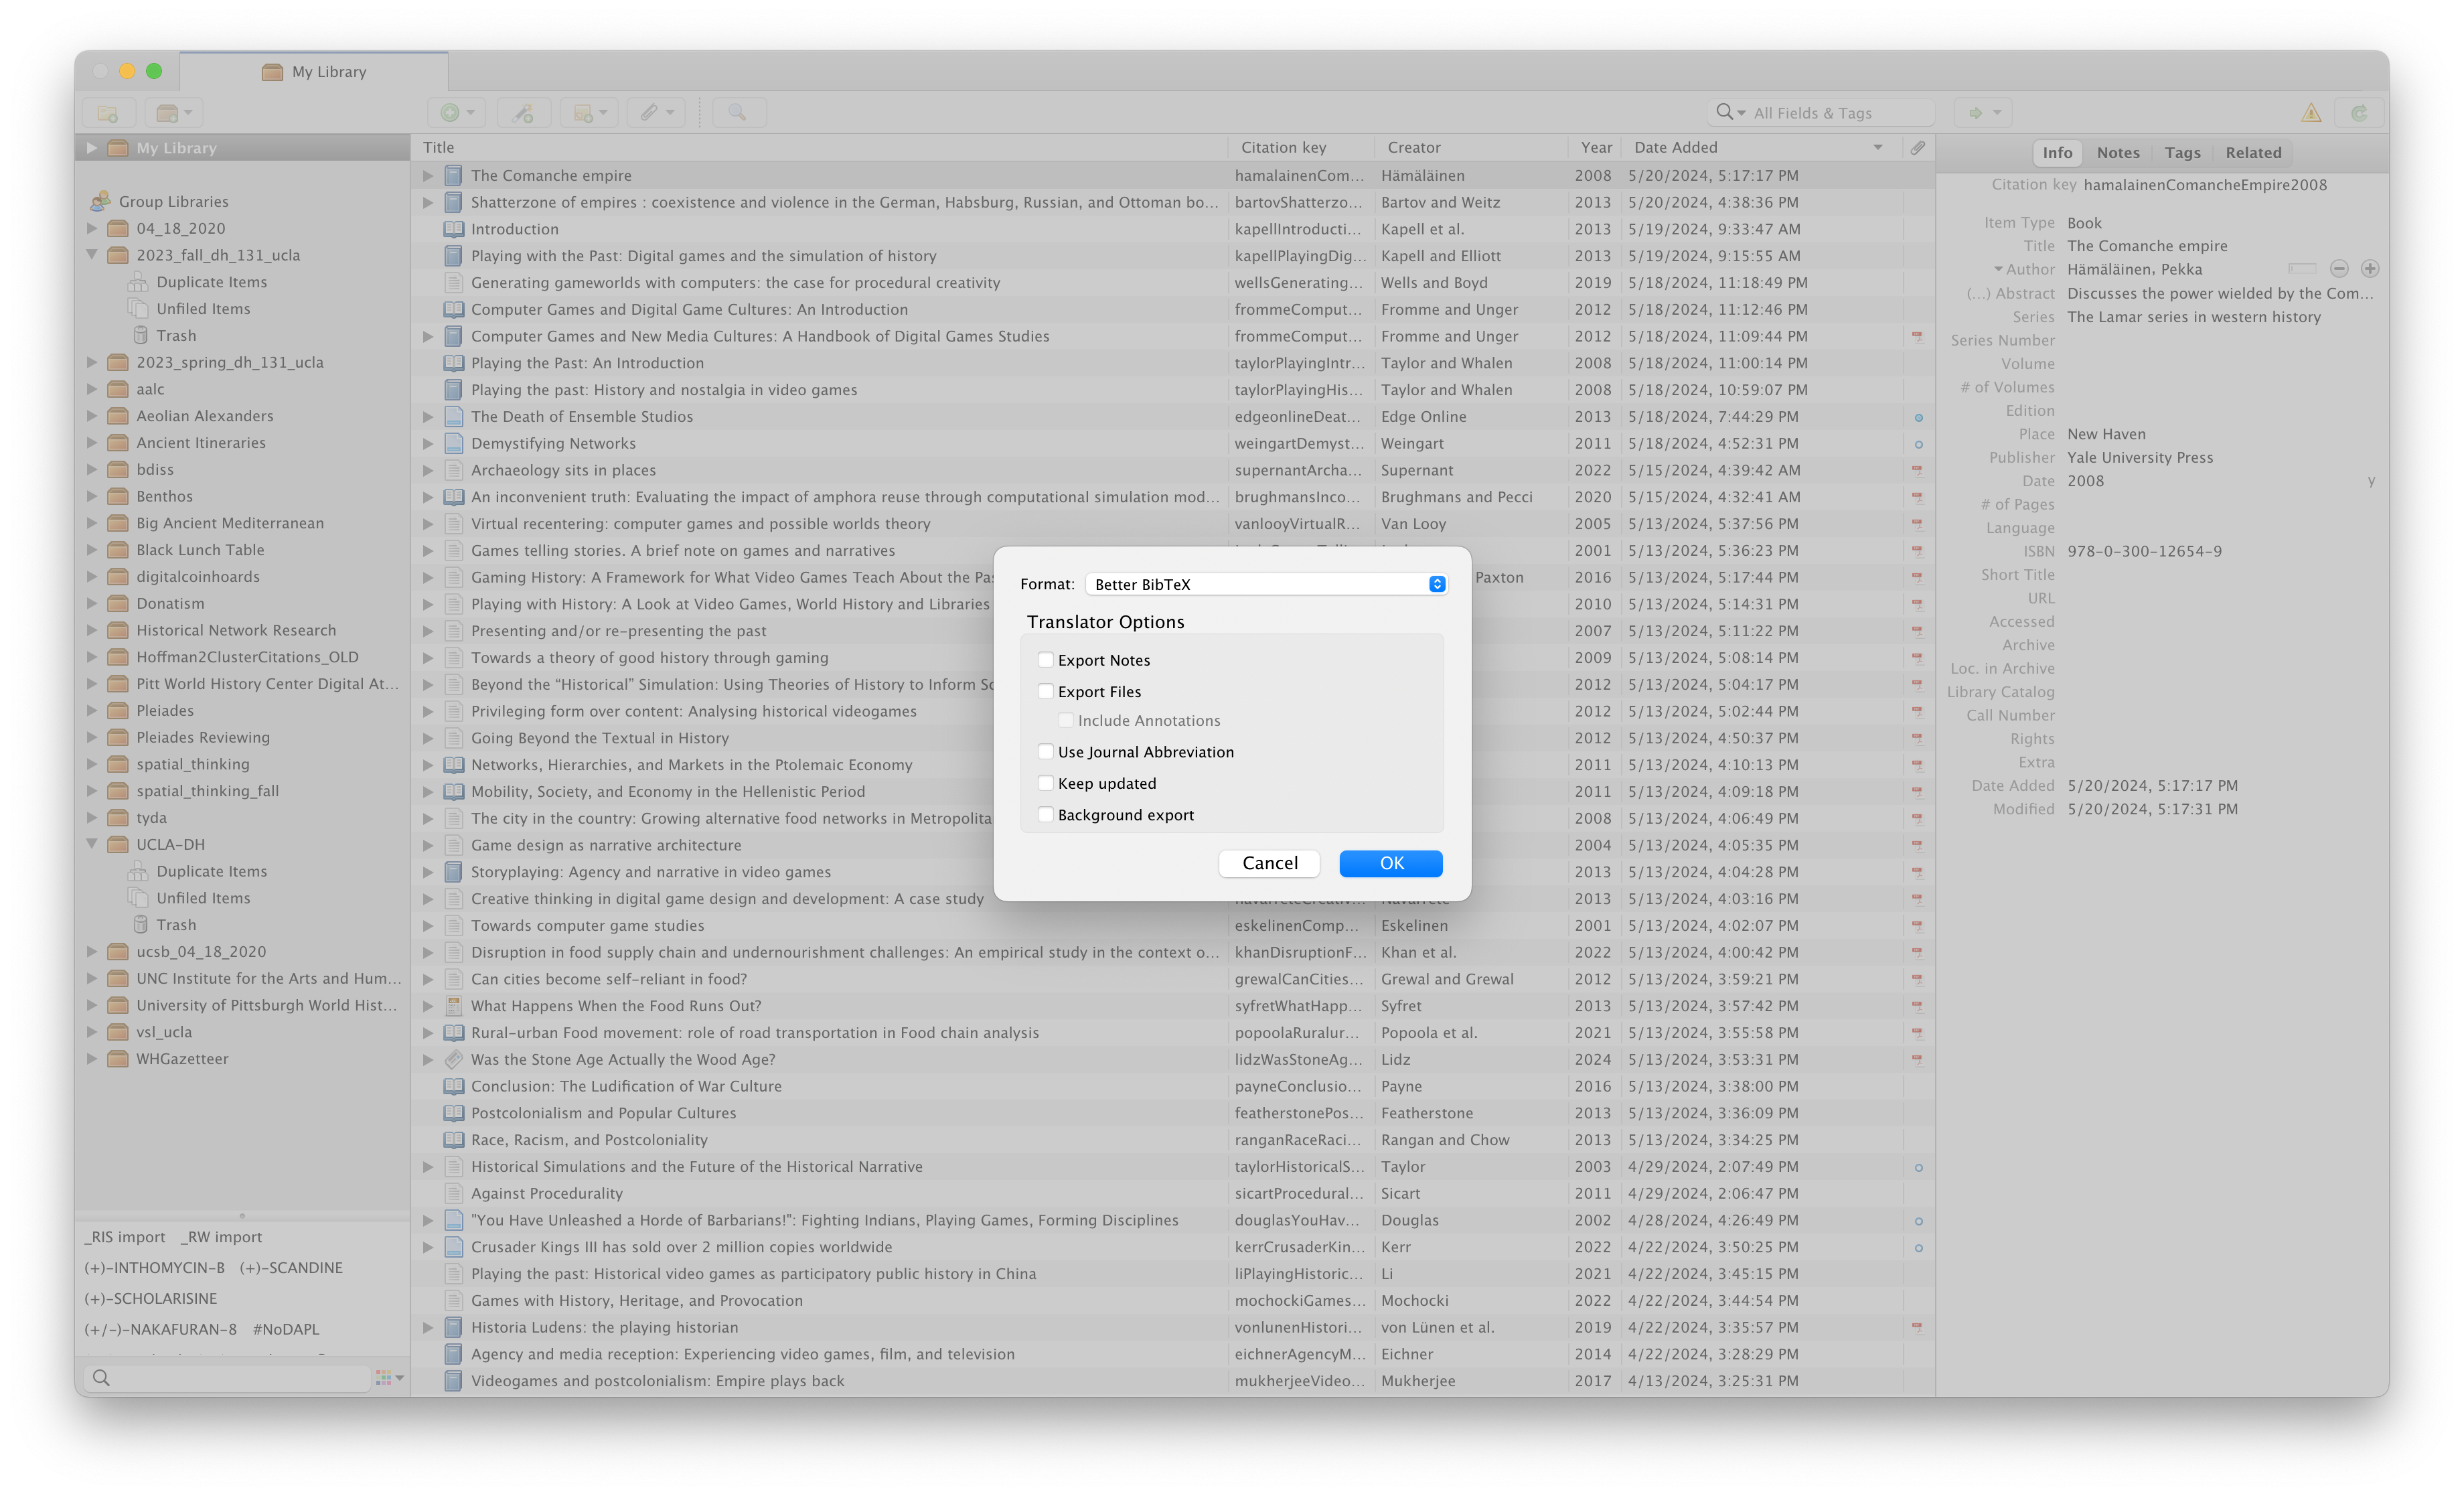 My Library
All Fields & Tags
My Library
Group Libraries
04_18_2020
2023_fall_dh_131_ucla
Duplicate Items
Unfiled Items
Trash
2023_spring_dh_131_ucla
aalc
Aeolian Alexanders
Ancient Itineraries
bdiss
Benthos
Big Ancient Mediterranean
Black Lunch Table
digitalcoinhoards
Donatism
Historical Network Research
Hoffman2ClusterCitations_OLD
Pitt World History Center Digital At...
Pleiades
Pleiades Reviewing
spatial_thinking
spatial_thinking_fall
tyda
UCLA-DH
Duplicate Items
Unfiled Items
Trash
ucsb_04_18_2020
UNC Institute for the Arts and Hum...
University of Pittsburgh World Hist...
vsl_ucla
WHGazetteer
_RIS import _RW import
(+)-INTHOMYCIN-B (+)-SCANDINE
(+)-SCHOLARISINE
(+/-)-NAKAFURAN-8 #NoDAPL
Title Citation key Creator Year Date Added
The Comanche empire hamalainenCom... Hämäläinen 2008 5/20/2024, 5:17:17 PM
Shatterzone of empires : coexistence and violence in the German, Habsburg, Russian, and Ottoman bo... bartovShatterzo... Bartov and Weitz 2013 5/20/2024, 4:38:36 PM
Introduction kapellIntroducti... Kapell et al. 2013 5/19/2024, 9:33:47 AM
Playing with the Past: Digital games and the simulation of history kapellPlayingDig... Kapell and Elliott 2013 5/19/2024, 9:15:55 AM
Generating gameworlds with computers: the case for procedural creativity wellsGenerating... Wells and Boyd 2019 5/18/2024, 11:18:49 PM
Computer Games and Digital Game Cultures: An Introduction frommeComput... Fromme and Unger 2012 5/18/2024, 11:12:46 PM
Computer Games and New Media Cultures: A Handbook of Digital Games Studies frommeComput... Fromme and Unger 2012 5/18/2024, 11:09:44 PM
Playing the Past: An Introduction taylorPlayingIntr... Taylor and Whalen 2008 5/18/2024, 11:00:14 PM
Playing the past: History and nostalgia in video games taylorPlayingHis... Taylor and Whalen 2008 5/18/2024, 10:59:07 PM
The Death of Ensemble Studios edgeonlineDeat... Edge Online 2013 5/18/2024, 7:44:29 PM
Demystifying Networks weingartDemyst... Weingart 2011 5/18/2024, 4:52:31 PM
Archaeology sits in places supernantArcha... Supernant 2022 5/15/2024, 4:39:42 AM
An inconvenient truth: Evaluating the impact of amphora reuse through computational simulation mod... brughmansInco... Brughmans and Pecci 2020 5/15/2024, 4:32:41 AM
Virtual recentering: computer games and possible worlds theory vanlooyVirtualR... Van Looy 2005 5/13/2024, 5:37:56 PM
Games telling stories. A brief note on games and narratives 2001 5/13/2024, 5:36:23 PM
Gaming History: A Framework for What Video Games Teach About the Pas Paxton 2016 5/13/2024, 5:17:44 PM
Playing with History: A Look at Video Games, World History and Libraries 2010 5/13/2024, 5:14:31 PM
Presenting and/or re-presenting the past 2007 5/13/2024, 5:11:22 PM
Towards a theory of good history through gaming 2009 5/13/2024, 5:08:14 PM
Beyond the “Historical” Simulation: Using Theories of History to Inform Sc 2012 5/13/2024, 5:04:17 PM
Privileging form over content: Analysing historical videogames 2012 5/13/2024, 5:02:44 PM
Going Beyond the Textual in History 2012 5/13/2024, 4:50:37 PM
Networks, Hierarchies, and Markets in the Ptolemaic Economy 2011 5/13/2024, 4:10:13 PM
Mobility, Society, and Economy in the Hellenistic Period 2011 5/13/2024, 4:09:18 PM
The city in the country: Growing alternative food networks in Metropolita 2008 5/13/2024, 4:06:49 PM
Game design as narrative architecture 2004 5/13/2024, 4:05:35 PM
Storyplaying: Agency and narrative in video games 2013 5/13/2024, 4:04:28 PM
Creative thinking in digital game design and development: A case study 2013 5/13/2024, 4:03:16 PM
Towards computer game studies eskelinenComp... Eskelinen 2001 5/13/2024, 4:02:07 PM
Disruption in food supply chain and undernourishment challenges: An empirical study in the context o... khanDisruptionF... Khan et al. 2022 5/13/2024, 4:00:42 PM
Can cities become self-reliant in food? grewalCanCities... Grewal and Grewal 2012 5/13/2024, 3:59:21 PM
What Happens When the Food Runs Out? syfretWhatHapp... Syfret 2013 5/13/2024, 3:57:42 PM
Rural-urban Food movement: role of road transportation in Food chain analysis popoolaRuralur... Popoola et al. 2021 5/13/2024, 3:55:58 PM
Was the Stone Age Actually the Wood Age? lidzWasStoneAg... Lidz 2024 5/13/2024, 3:53:31 PM
Conclusion: The Ludification of War Culture payneConclusio... Payne 2016 5/13/2024, 3:38:00 PM
Postcolonialism and Popular Cultures featherstonePos... Featherstone 2013 5/13/2024, 3:36:09 PM
Race, Racism, and Postcoloniality ranganRaceRaci... Rangan and Chow 2013 5/13/2024, 3:34:25 PM
Historical Simulations and the Future of the Historical Narrative taylorHistoricalS... Taylor 2003 4/29/2024, 2:07:49 PM
Against Procedurality sicartProcedural... Sicart 2011 4/29/2024, 2:06:47 PM
"You Have Unleashed a Horde of Barbarians!": Fighting Indians, Playing Games, Forming Disciplines douglasYouHav... Douglas 2002 4/28/2024, 4:26:49 PM
Crusader Kings III has sold over 2 million copies worldwide kerrCrusaderKin... Kerr 2022 4/22/2024, 3:50:25 PM
Playing the past: Historical video games as participatory public history in China liPlayingHistoric... Li 2021 4/22/2024, 3:45:15 PM
Games with History, Heritage, and Provocation mochockiGames... Mochocki 2022 4/22/2024, 3:44:54 PM
Historia Ludens: the playing historian vonlunenHistori... von Lünen et al. 2019 4/22/2024, 3:35:57 PM
Agency and media reception: Experiencing video games, film, and television eichnerAgencyM... Eichner 2014 4/22/2024, 3:28:29 PM
Videogames and postcolonialism: Empire plays back mukherjeeVideo... Mukherjee 2017 4/13/2024, 3:25:31 PM
Format: Better BibTeX
Translator Options
Export Notes
Export Files
Include Annotations
Use Journal Abbreviation
Keep updated
Background export
Cancel OK
Info Notes Tags Related
Citation key hamalainenComancheEmpire2008
Item Type Book
Title The Comanche empire
Author Hämäläinen, Pekka
(...) Abstract Discusses the power wielded by the Com...
Series The Lamar series in western history
Series Number
Volume
# of Volumes
Edition
Place New Haven
Publisher Yale University Press
Date 2008 y
# of Pages
Language
ISBN 978-0-300-12654-9
Short Title
URL
Accessed
Archive
Loc. in Archive
Library Catalog
Call Number
Rights
Extra
Date Added 5/20/2024, 5:17:17 PM
Modified 5/20/2024, 5:17:31 PM